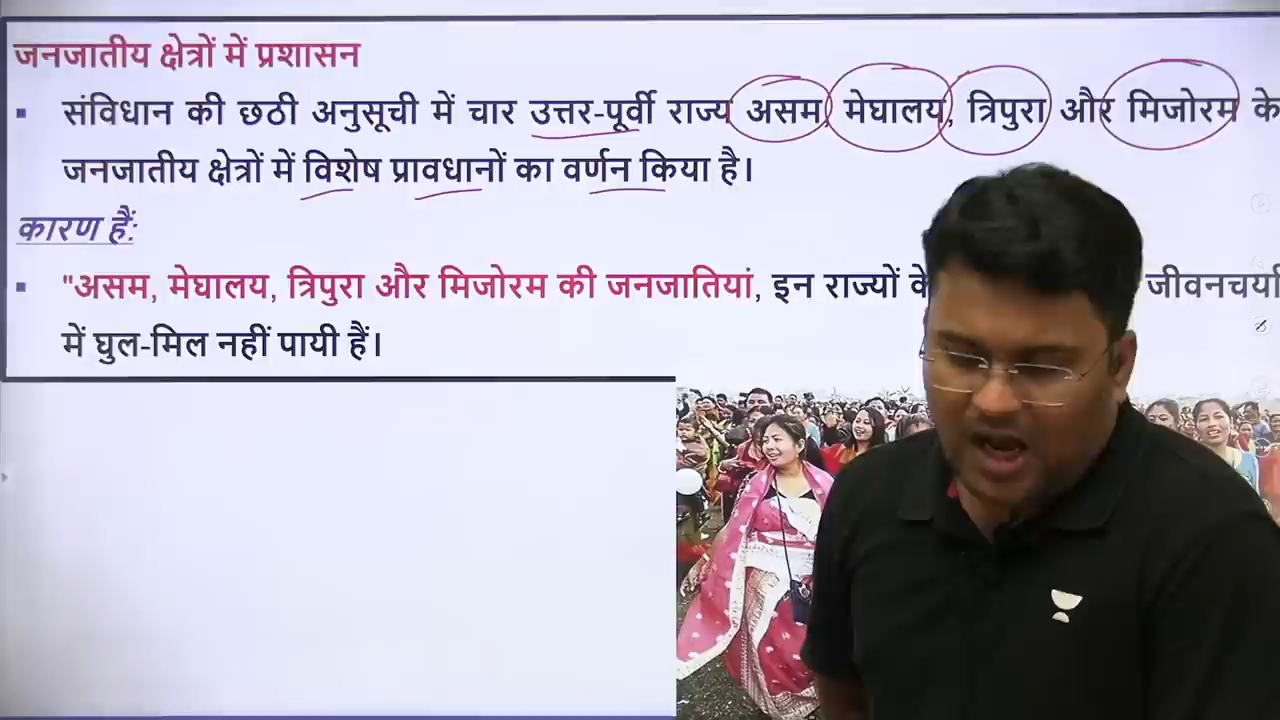 जनजातीय क्षेत्रों में प्रशासन
▪ संविधान की छठी अनुसूची में चार उत्तर-पूर्वी राज्य असम, मेघालय, त्रिपुरा और मिजोरम के
जनजातीय क्षेत्रों में विशेष प्रावधानों का वर्णन किया है।
कारण हैं:
▪ "असम, मेघालय, त्रिपुरा और मिजोरम की जनजातियां, इन राज्यों के जीवनचर्या
में घुल-मिल नहीं पायी हैं।